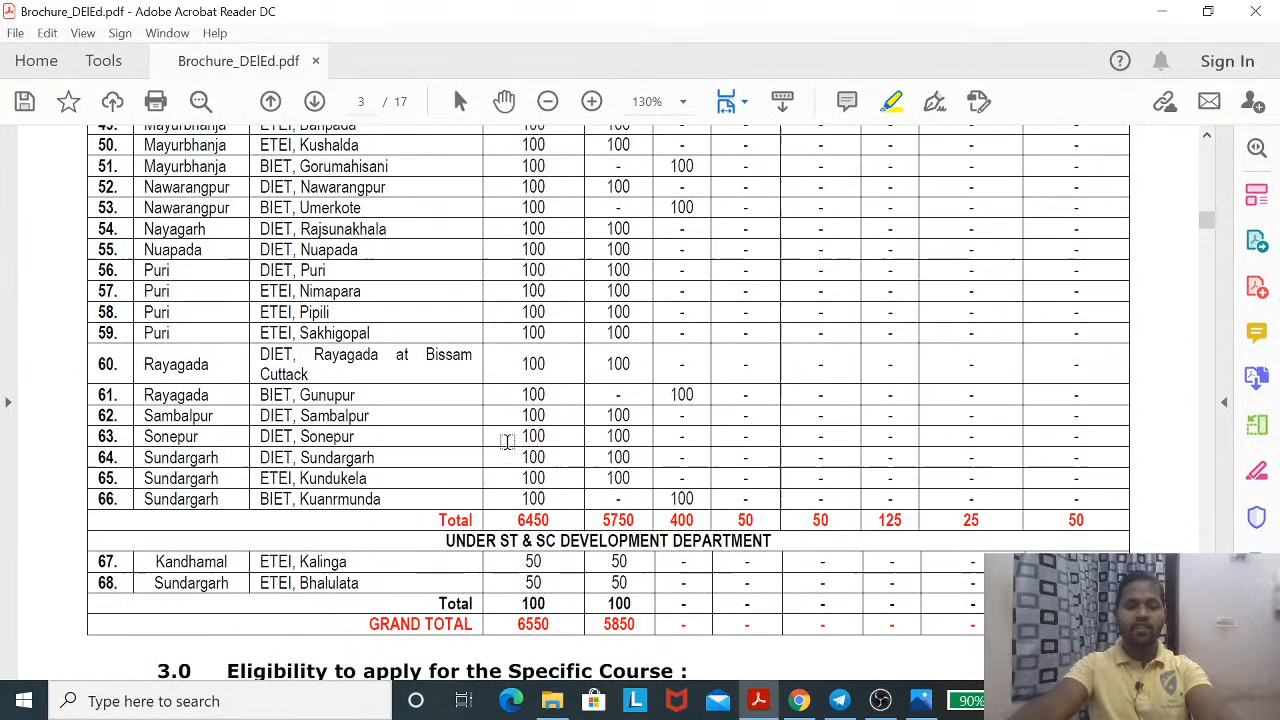 Brochure_DElEd.pdf - Adobe Acrobat Reader DC
File Edit View Sign Window Help
Home Tools Brochure_DElEd.pdf × Sign In
3 / 17 130%
49. Mayurbhanja ETEI, Baripada 100 100 - - - - - -
50. Mayurbhanja ETEI, Kushalda 100 100 - - - - - -
51. Mayurbhanja BIET, Gorumahisani 100 - 100 - - - - -
52. Nawarangpur DIET, Nawarangpur 100 100 - - - - - -
53. Nawarangpur BIET, Umerkote 100 - 100 - - - - -
54. Nayagarh DIET, Rajsunakhala 100 100 - - - - - -
55. Nuapada DIET, Nuapada 100 100 - - - - - -
56. Puri DIET, Puri 100 100 - - - - - -
57. Puri ETEI, Nimapara 100 100 - - - - - -
58. Puri ETEI, Pipili 100 100 - - - - - -
59. Puri ETEI, Sakhigopal 100 100 - - - - - -
60. Rayagada DIET, Rayagada at Bissam
Cuttack 100 100 - - - - - -
61. Rayagada BIET, Gunupur 100 - 100 - - - - -
62. Sambalpur DIET, Sambalpur 100 100 - - - - - -
63. Sonepur DIET, Sonepur 100 100 - - - - - -
64. Sundargarh DIET, Sundargarh 100 100 - - - - - -
65. Sundargarh ETEI, Kundukela 100 100 - - - - - -
66. Sundargarh BIET, Kuanrmunda 100 - 100 - - - - -
Total 6450 5750 400 50 50 125 25 50
UNDER ST & SC DEVELOPMENT DEPARTMENT
67. Kandhamal ETEI, Kalinga 50 50 - - - - -
68. Sundargarh ETEI, Bhalulata 50 50 - - - - -
Total 100 100 - - - - -
GRAND TOTAL 6550 5850 - - - - -
3.0 Eligibility to apply for the Specific Course :
Type here to search
90%